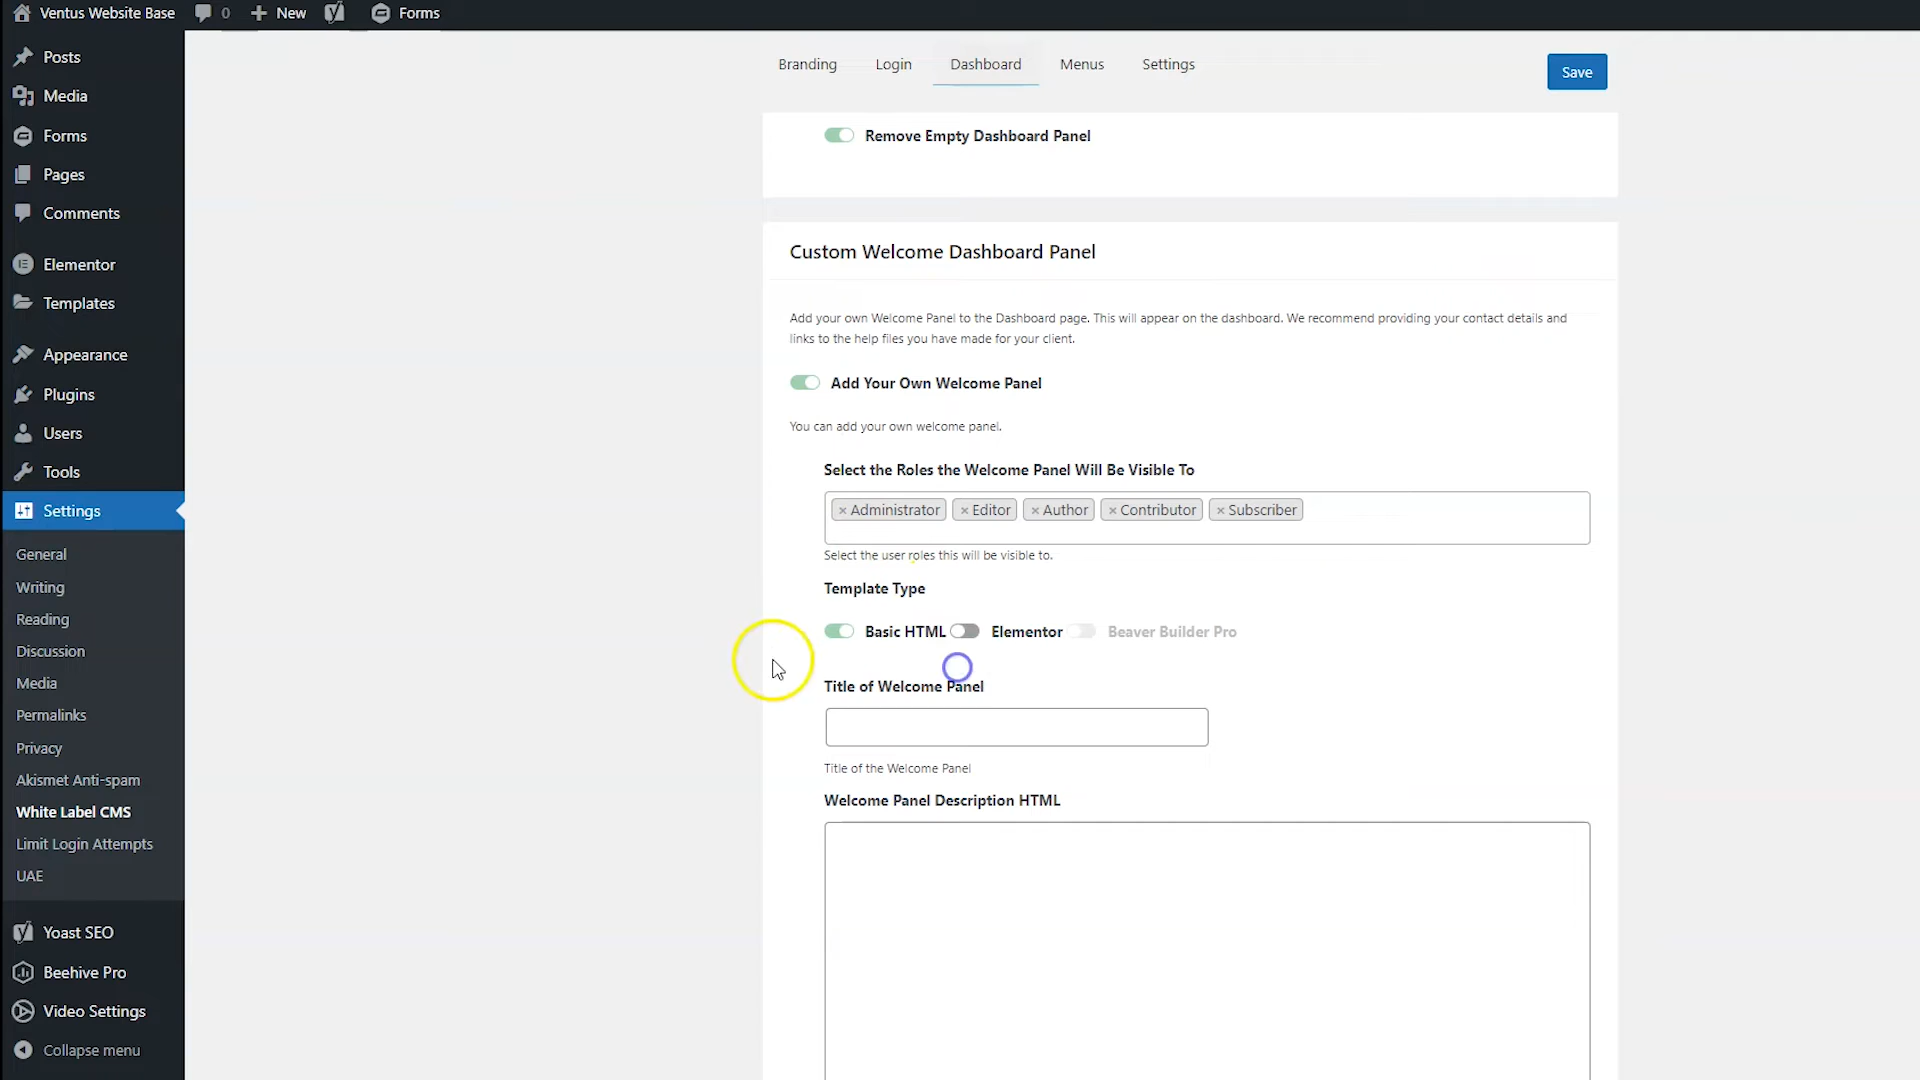 Ventus Website Base
0
New
Forms
Posts
Media
Forms
Pages
Comments
Elementor
Templates
Appearance
Plugins
Users
Tools
Settings
General
Writing
Reading
Discussion
Media
Permalinks
Privacy
Akismet Anti-spam
White Label CMS
Limit Login Attempts
UAE
Yoast SEO
Beehive Pro
Video Settings
Collapse menu
Branding
Login
Dashboard
Menus
Settings
Save
Remove Empty Dashboard Panel
Custom Welcome Dashboard Panel
Add your own Welcome Panel to the Dashboard page. This will appear on the dashboard. We recommend providing your contact details and
links to the help files you have made for your client.
Add Your Own Welcome Panel
You can add your own welcome panel.
Select the Roles the Welcome Panel Will Be Visible To
× Administrator × Editor × Author × Contributor × Subscriber
Select the user roles this will be visible to.
Template Type
Basic HTML Elementor Beaver Builder Pro
Title of Welcome Panel
Title of the Welcome Panel
Welcome Panel Description HTML